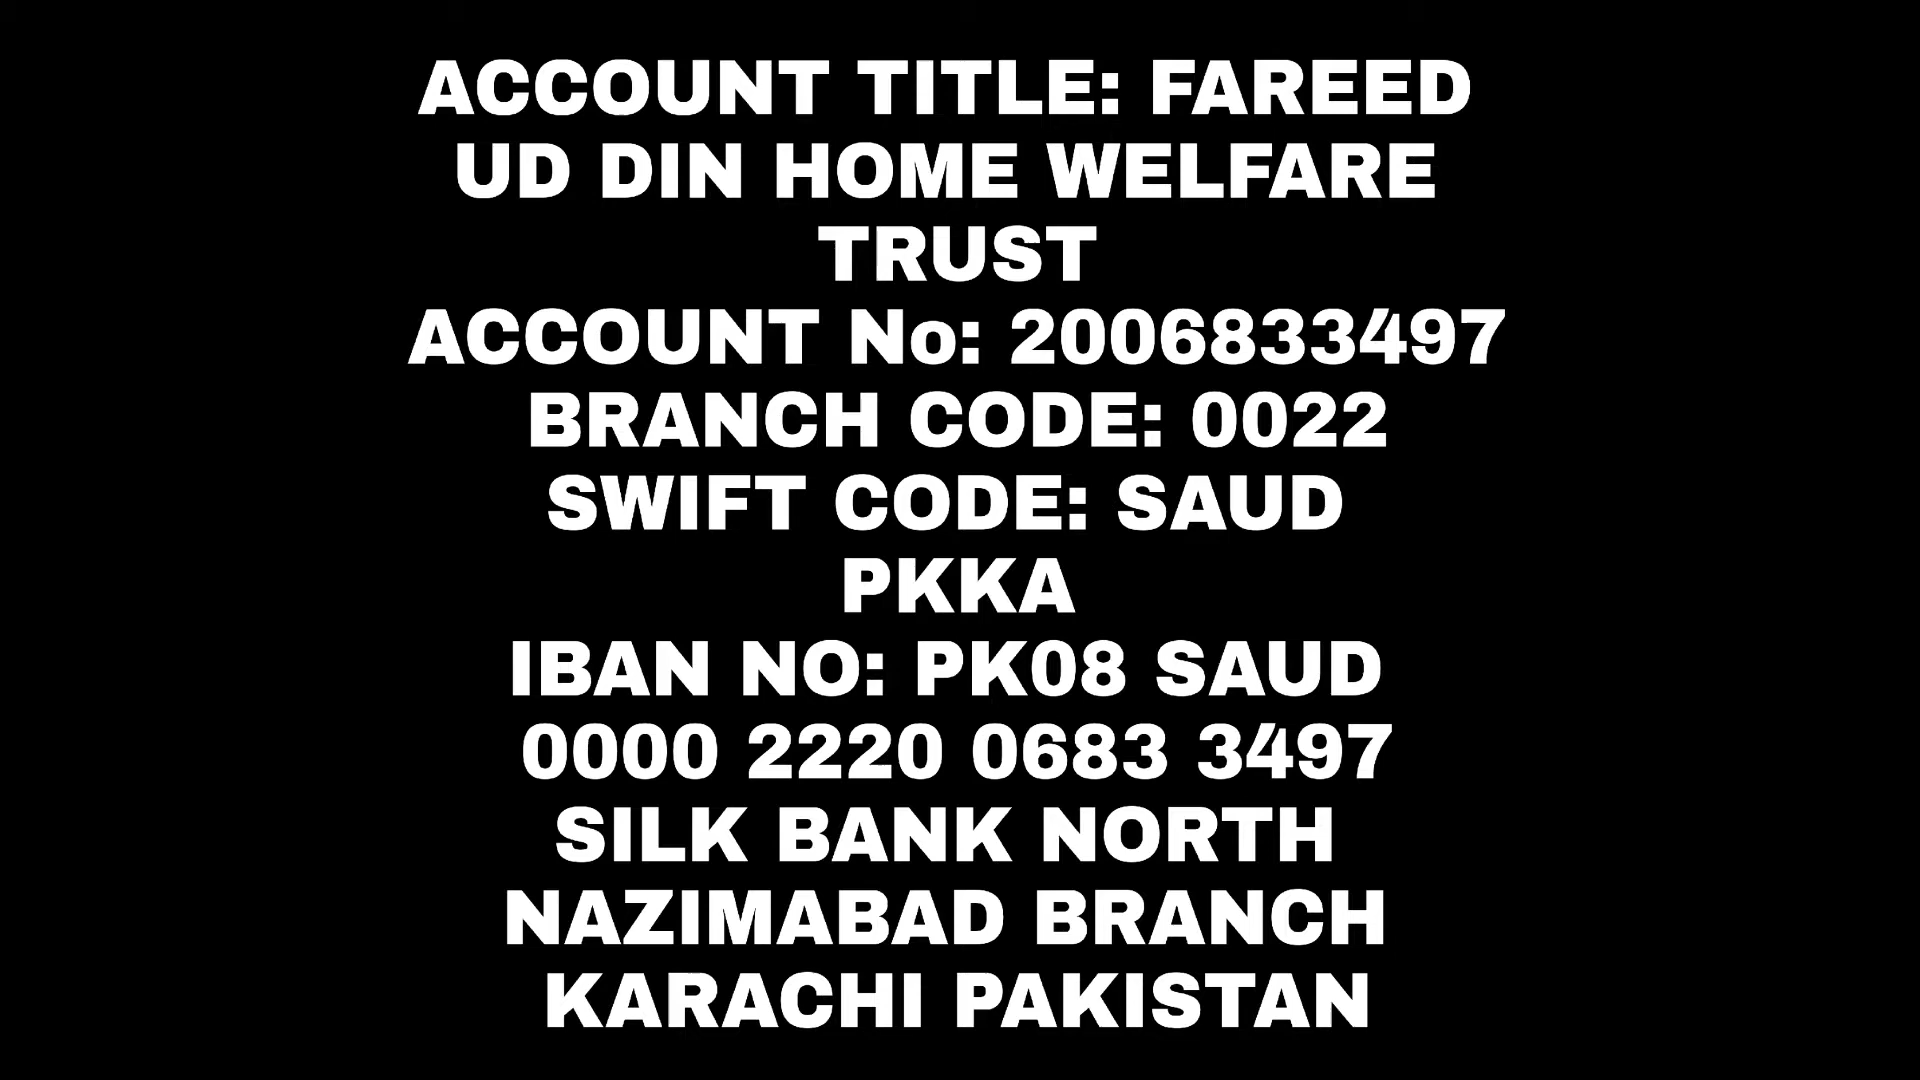 ACCOUNT TITLE: FAREED
UD DIN HOME WELFARE
TRUST
ACCOUNT No: 2006833497
BRANCH CODE: 0022
SWIFT CODE: SAUD
PKKA
IBAN NO: PK08 SAUD
0000 2220 0683 3497
SILK BANK NORTH
NAZIMABAD BRANCH
KARACHI PAKISTAN